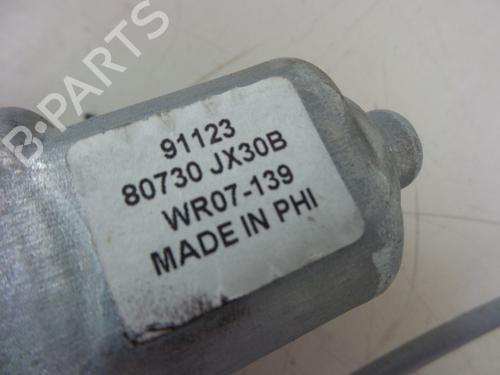 B-PARTS
91123
80730 JX30B
WR07-139
MADE IN PHI